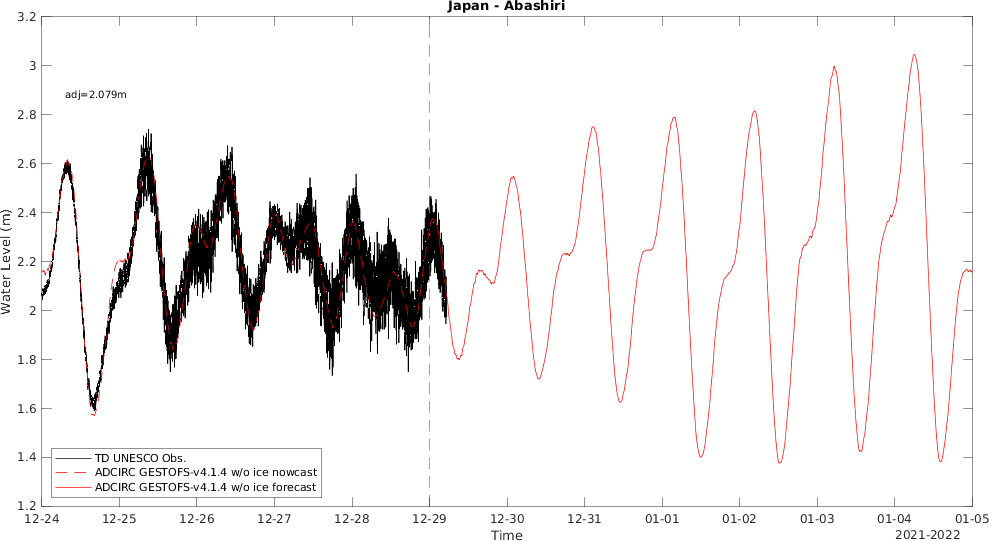 Japan - Abashiri
3.2
3
2.8
2.6
2.4
2.2
2
1.8
1.6
1.4
1.2
Water Level (m)
adj=2.079m
TD UNESCO Obs.
ADCIRC GESTOFS-v4.1.4 w/o ice nowcast
ADCIRC GESTOFS-v4.1.4 w/o ice forecast
12-24 12-25 12-26 12-27 12-28 12-29 12-30 12-31 01-01 01-02 01-03 01-04 01-05
Time
2021-2022